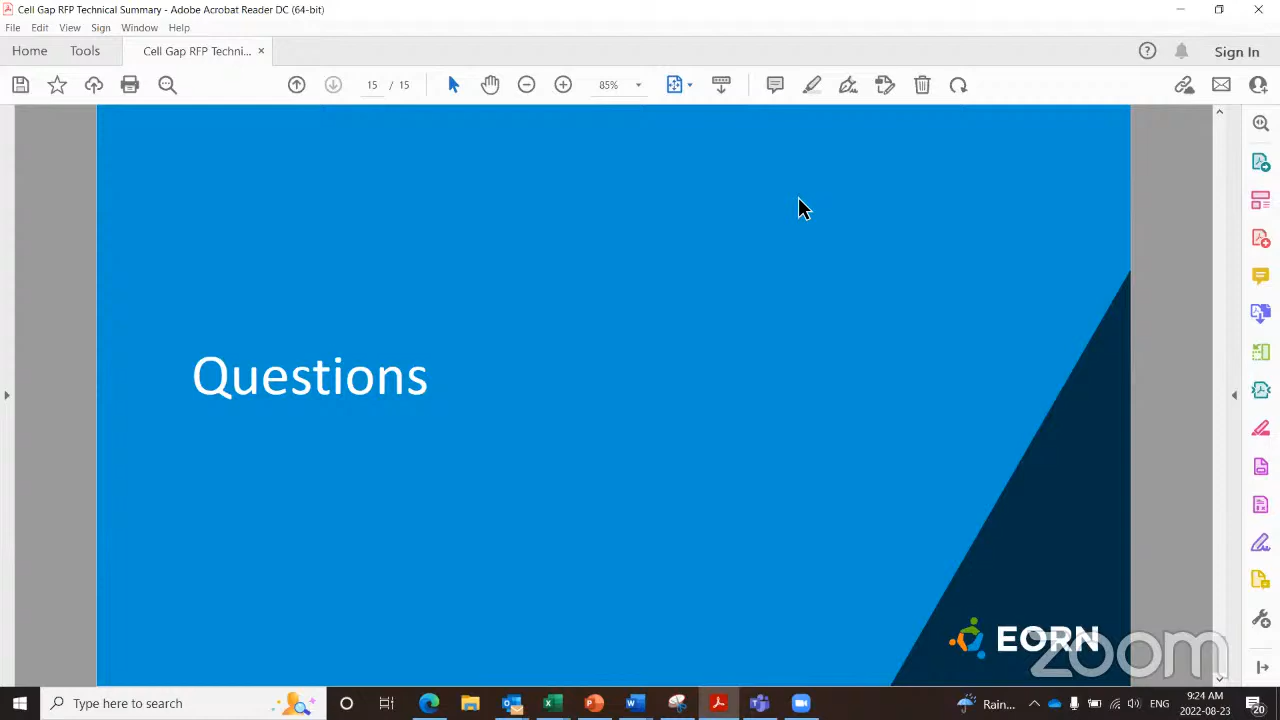 Cell Gap RFP Technical Summary - Adobe Acrobat Reader DC (64-bit)
File Edit View Sign Window Help
Home Tools Cell Gap RFP Techni... × Sign In
15 / 15 85%
Questions
EORN
zoom
Type here to search
Rain... ENG 9:24 AM
2022-08-23 20